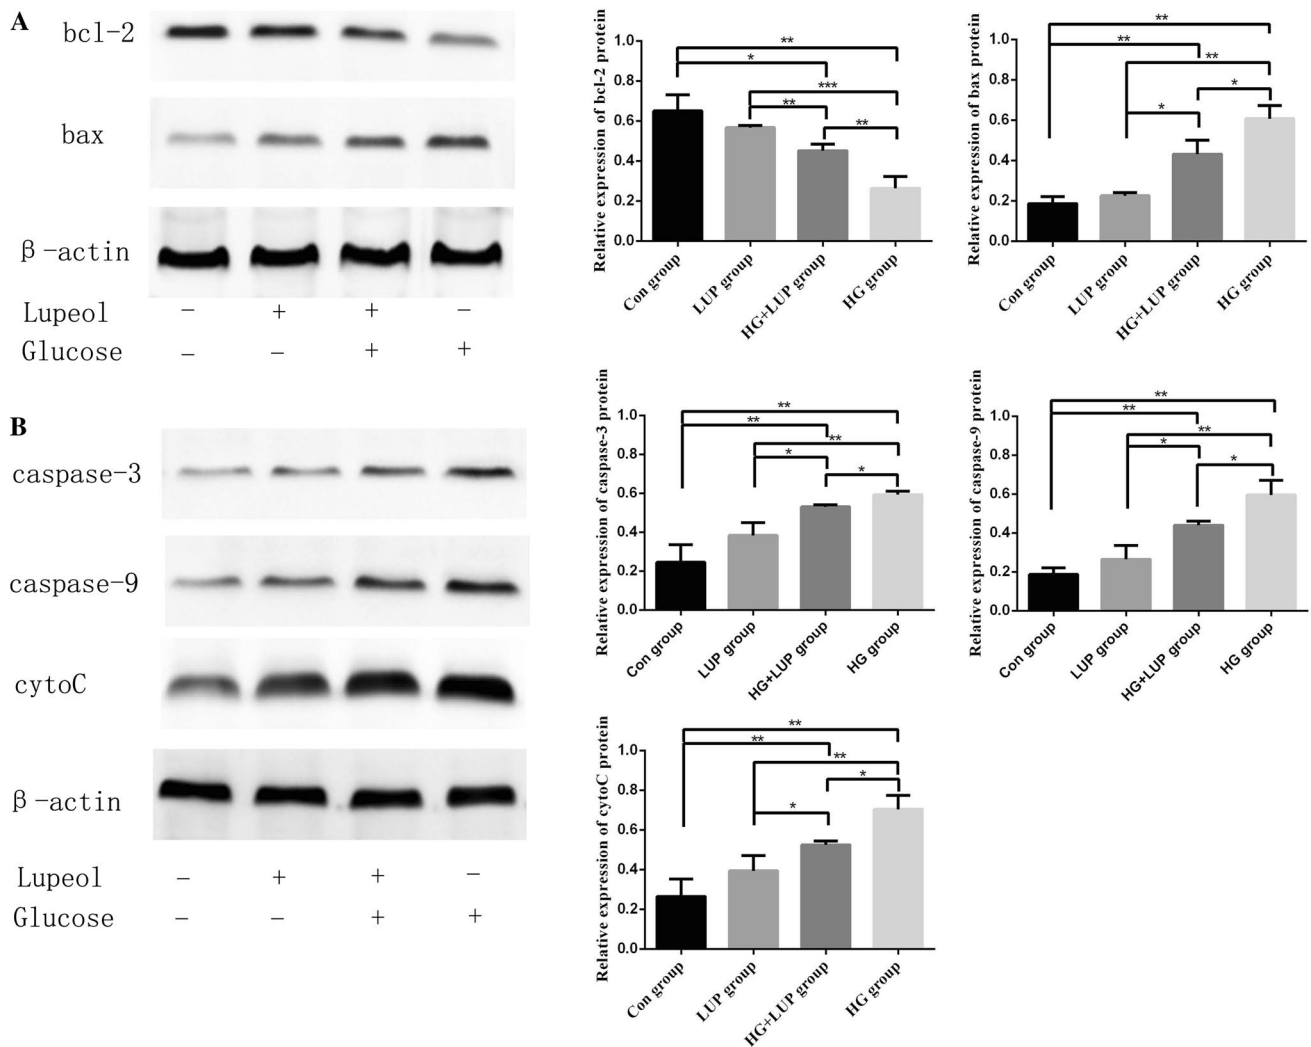 A
bcl-2
bax
β-actin
Lupeol - + + -
Glucose - - + +
Relative expression of bcl-2 protein
1.0
0.8
0.6
0.4
0.2
0.0
**
*
***
**
**
Con group
LUP group
HG+LUP group
HG group
Relative expression of bax protein
1.0
0.8
0.6
0.4
0.2
0.0
**
**
**
*
*
Con group
LUP group
HG+LUP group
HG group
B
caspase-3
caspase-9
cytoC
β-actin
Lupeol - + + -
Glucose - - + +
Relative expression of caspase-3 protein
1.0
0.8
0.6
0.4
0.2
0.0
**
**
**
*
*
Con group
LUP group
HG+LUP group
HG group
Relative expression of caspase-9 protein
1.0
0.8
0.6
0.4
0.2
0.0
**
**
**
*
*
Con group
LUP group
HG+LUP group
HG group
Relative expression of cytoC protein
1.0
0.8
0.6
0.4
0.2
0.0
**
**
**
*
*
Con group
LUP group
HG+LUP group
HG group